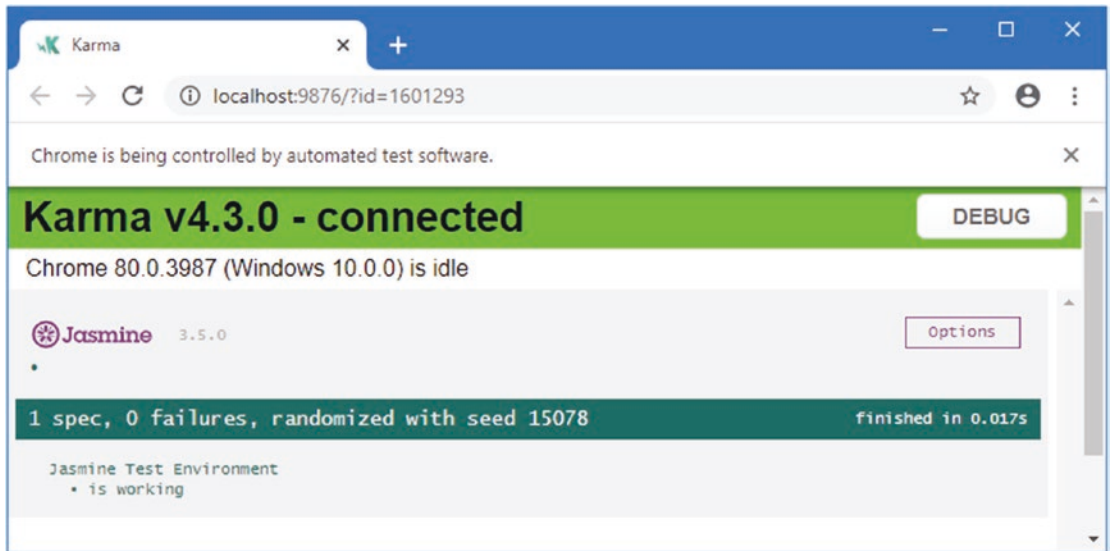 Karma
localhost:9876/?id=1601293
Chrome is being controlled by automated test software.
Karma v4.3.0 - connected
DEBUG
Chrome 80.0.3987 (Windows 10.0.0) is idle
Jasmine 3.5.0
Options
1 spec, 0 failures, randomized with seed 15078
finished in 0.017s
Jasmine Test Environment
• is working